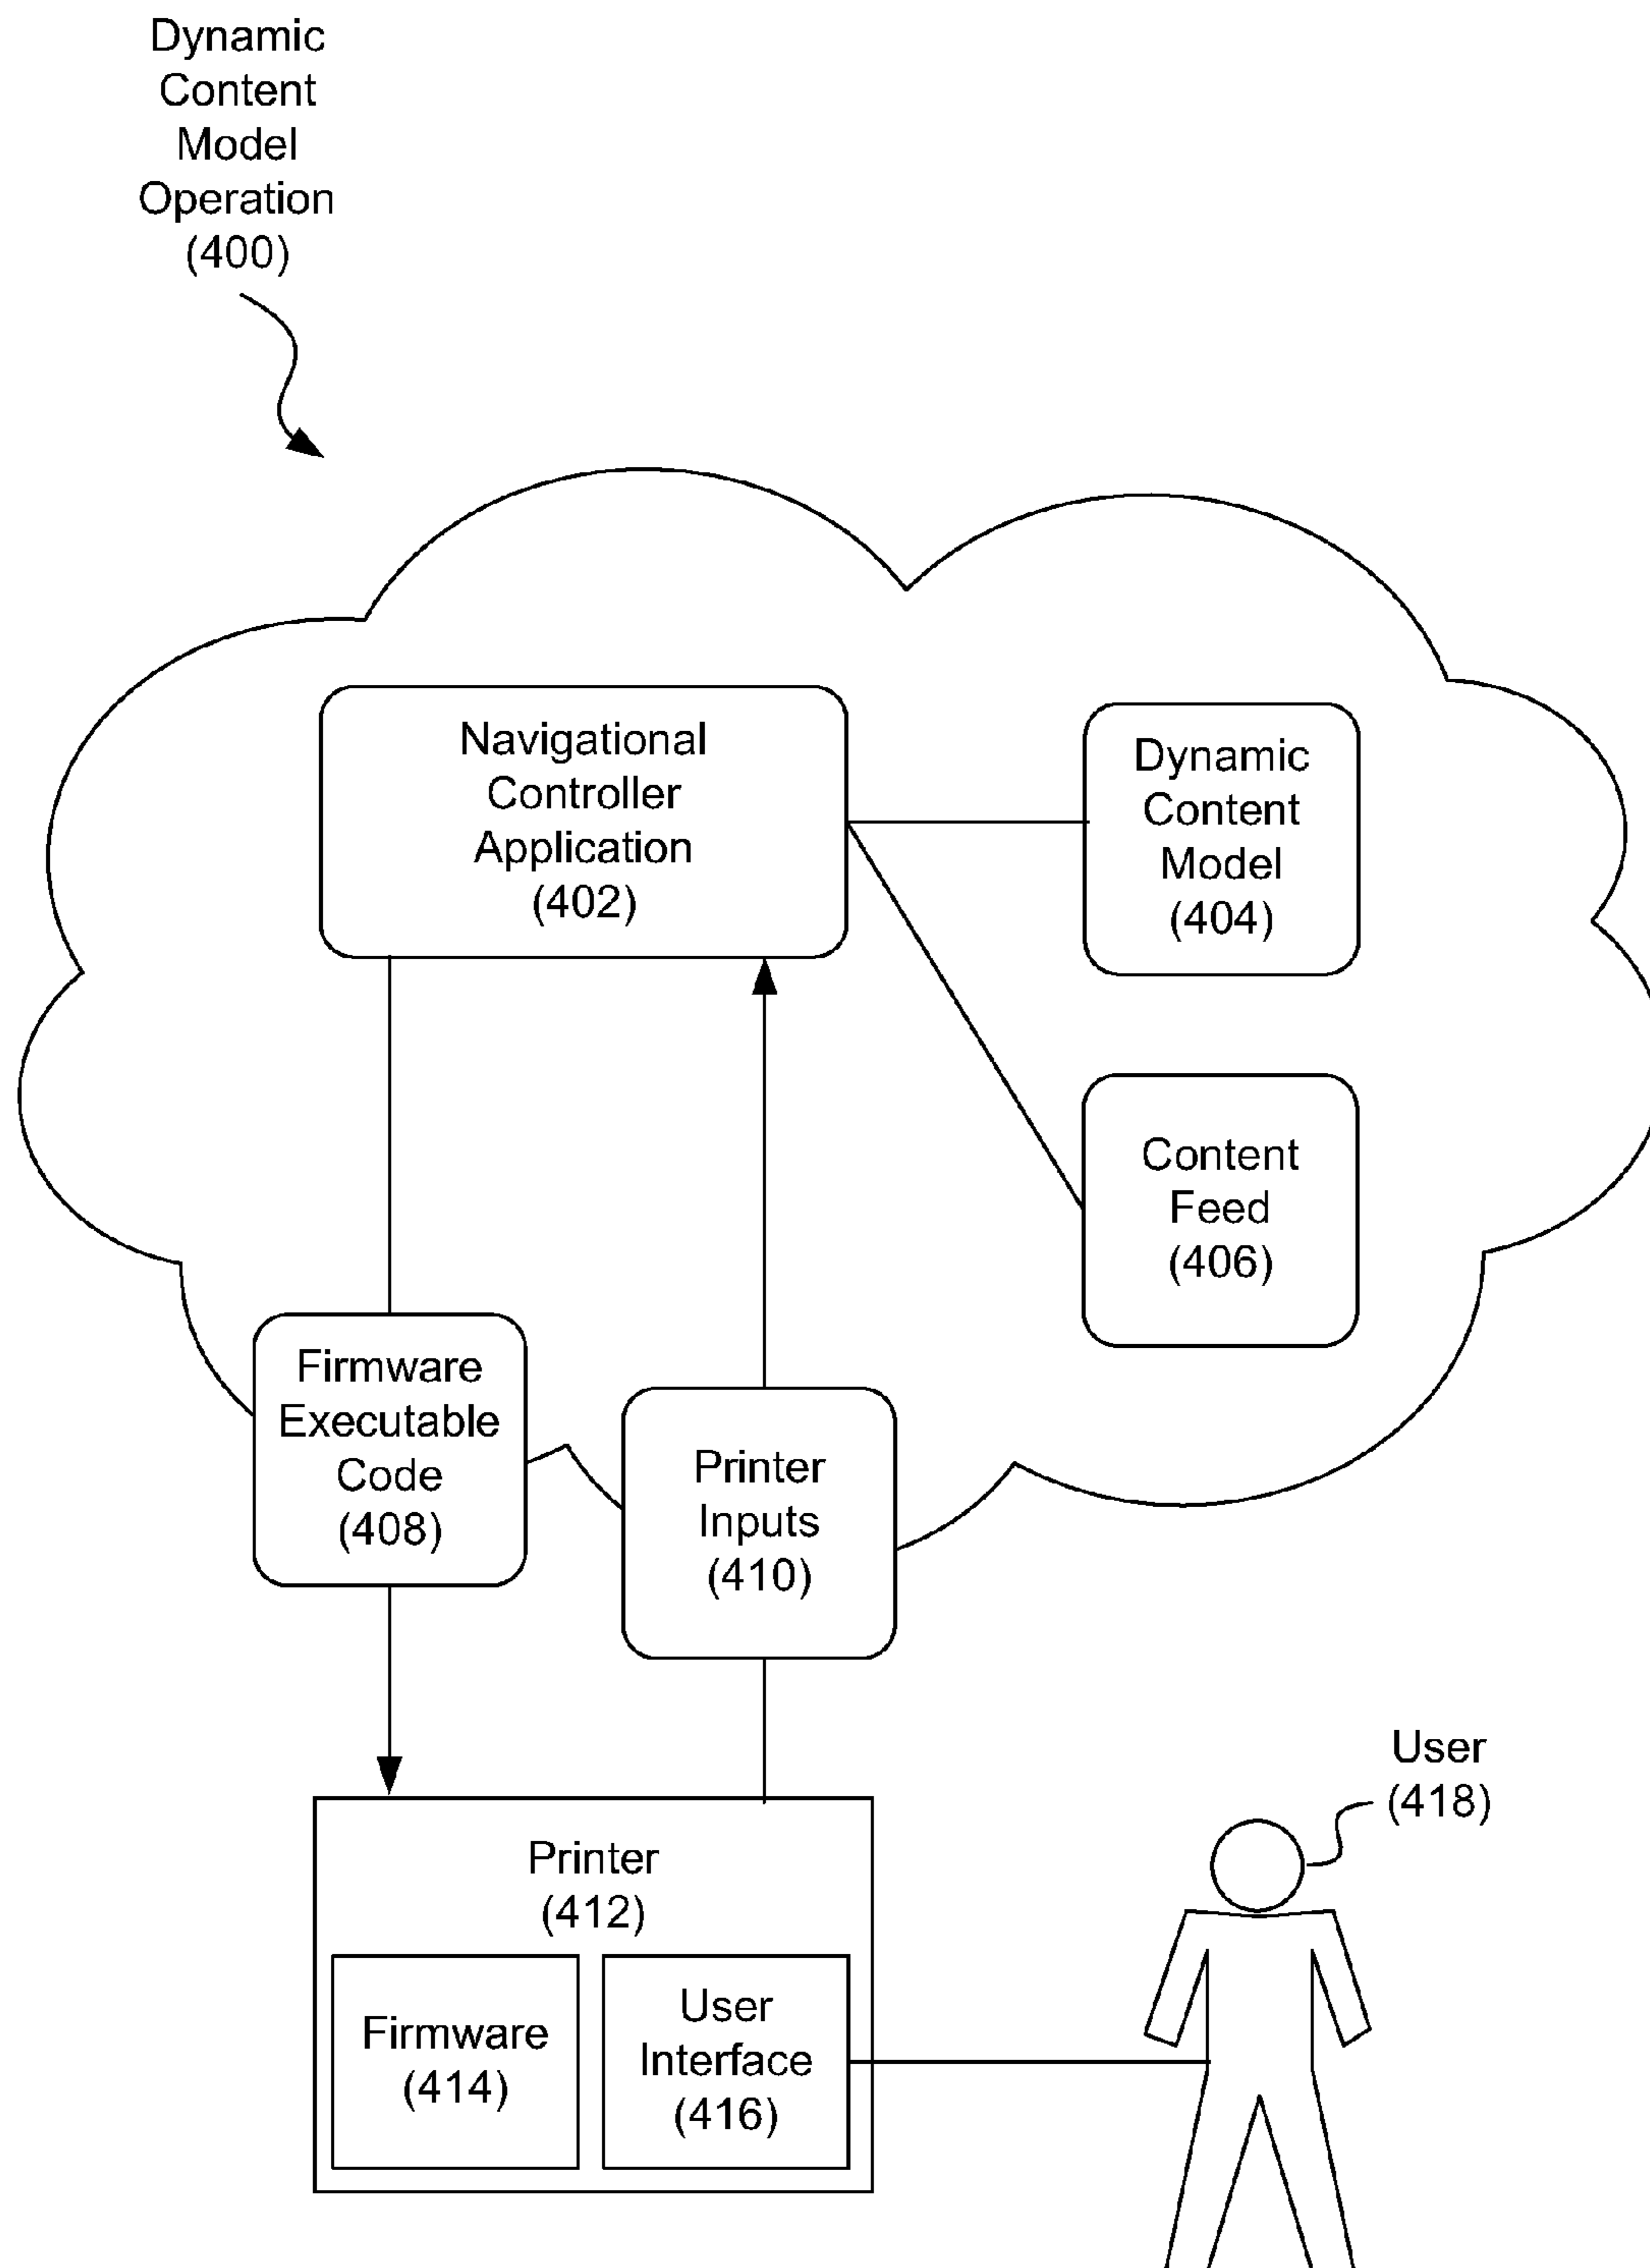 Dynamic
Content
Model
Operation
(400)
Navigational
Controller
Application
(402)
Dynamic
Content
Model
(404)
Content
Feed
(406)
Firmware
Executable
Code
(408)
Printer
Inputs
(410)
User
(418)
Printer
(412)
Firmware
(414)
User
Interface
(416)